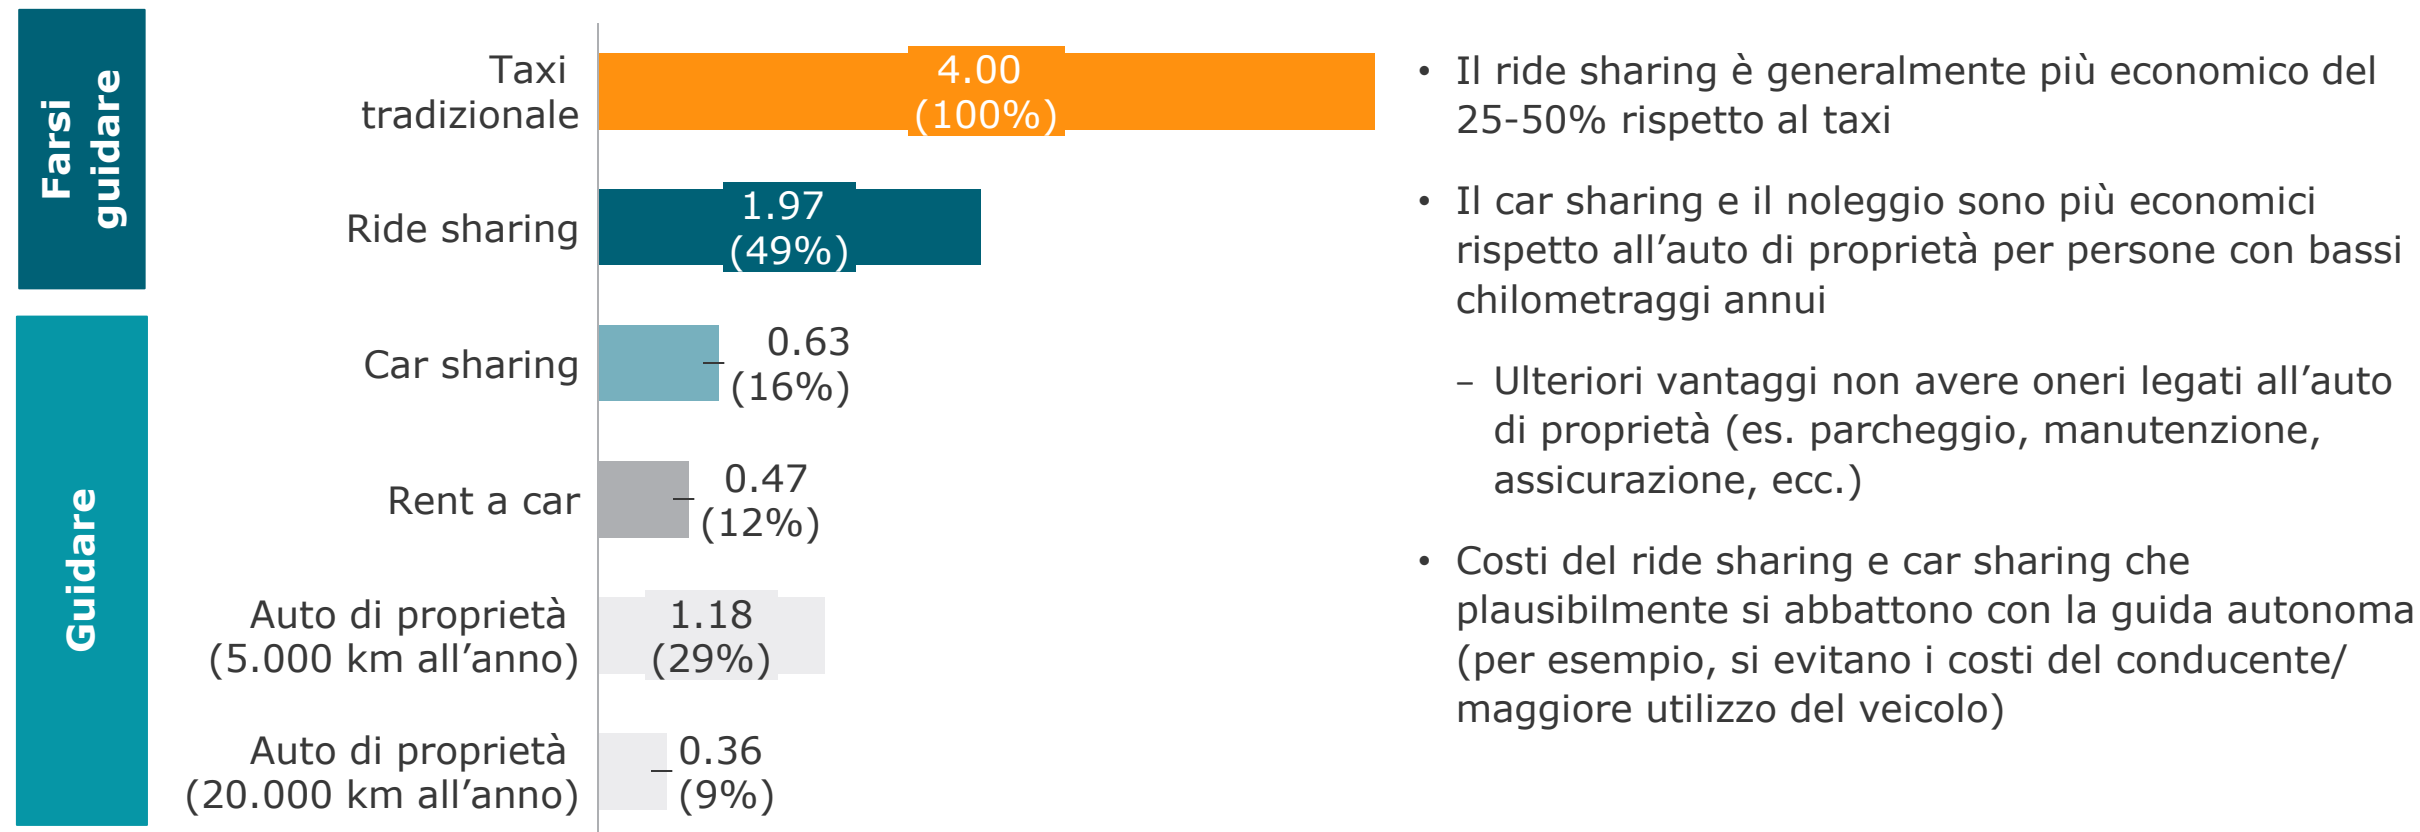 Farsi
guidare
Taxi
tradizionale
4.00
(100%)
Ride sharing
1.97
(49%)
Guidare
Car sharing
0.63
(16%)
Rent a car
0.47
(12%)
Auto di proprietà
(5.000 km all’anno)
1.18
(29%)
Auto di proprietà
(20.000 km all’anno)
0.36
(9%)
• Il ride sharing è generalmente più economico del
25-50% rispetto al taxi
• Il car sharing e il noleggio sono più economici
rispetto all’auto di proprietà per persone con bassi
chilometraggi annui
– Ulteriori vantaggi non avere oneri legati all’auto
di proprietà (es. parcheggio, manutenzione,
assicurazione, ecc.)
• Costi del ride sharing e car sharing che
plausibilmente si abbattono con la guida autonoma
(per esempio, si evitano i costi del conducente/
maggiore utilizzo del veicolo)